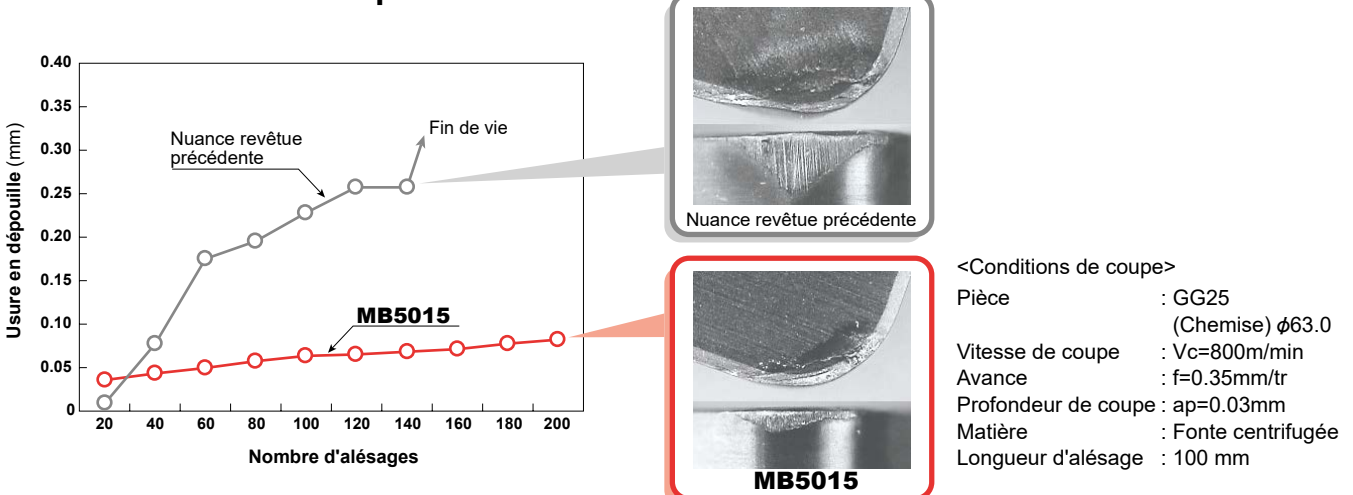 0.40
0.35
0.30
0.25
0.20
0.15
0.10
0.05
0
20 40 60 80 100 120 140 160 180 200
Usure en dépouille (mm)
Nombre d'alésages
Nuance revêtue
précédente
Fin de vie
MB5015
Nuance revêtue précédente
MB5015
<Conditions de coupe>
Pièce : GG25
(Chemise) ϕ63.0
Vitesse de coupe : Vc=800m/min
Avance : f=0.35mm/tr
Profondeur de coupe : ap=0.03mm
Matière : Fonte centrifugée
Longueur d'alésage : 100 mm